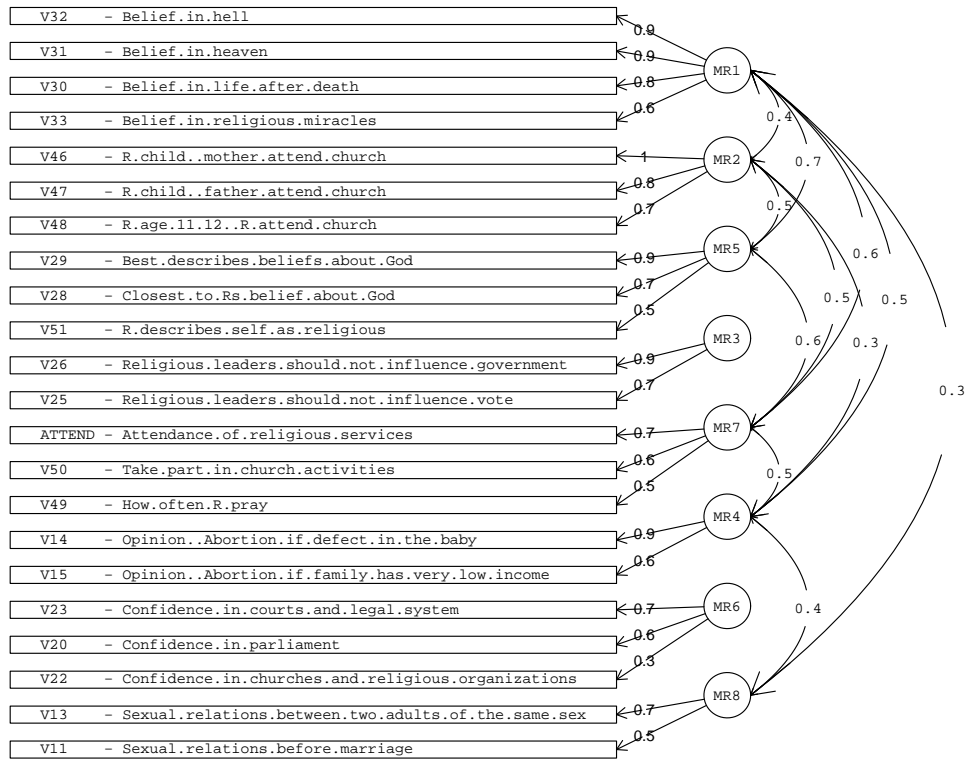 V32 - Belief.in.hell
V31 - Belief.in.heaven
V30 - Belief.in.life.after.death
V33 - Belief.in.religious.miracles
V46 - R.child..mother.attend.church
V47 - R.child..father.attend.church
V48 - R.age.11.12..R.attend.church
V29 - Best.describes.beliefs.about.God
V28 - Closest.to.Rs.belief.about.God
V51 - R.describes.self.as.religious
V26 - Religious.leaders.should.not.influence.government
V25 - Religious.leaders.should.not.influence.vote
ATTEND - Attendance.of.religious.services
V50 - Take.part.in.church.activities
V49 - How.often.R.pray
V14 - Opinion..Abortion.if.defect.in.the.baby
V15 - Opinion..Abortion.if.family.has.very.low.income
V23 - Confidence.in.courts.and.legal.system
V20 - Confidence.in.parliament
V22 - Confidence.in.churches.and.religious.organizations
V13 - Sexual.relations.between.two.adults.of.the.same.sex
V11 - Sexual.relations.before.marriage
0.9
0.9
0.8
0.6
1
0.8
0.7
0.9
0.7
0.5
0.9
0.7
0.7
0.6
0.5
0.9
0.6
0.7
0.6
0.3
0.7
0.5
MR1
MR2
MR5
MR3
MR7
MR4
MR6
MR8
0.4
0.7
0.5
0.6
0.5
0.5
0.6
0.3
0.3
0.5
0.4